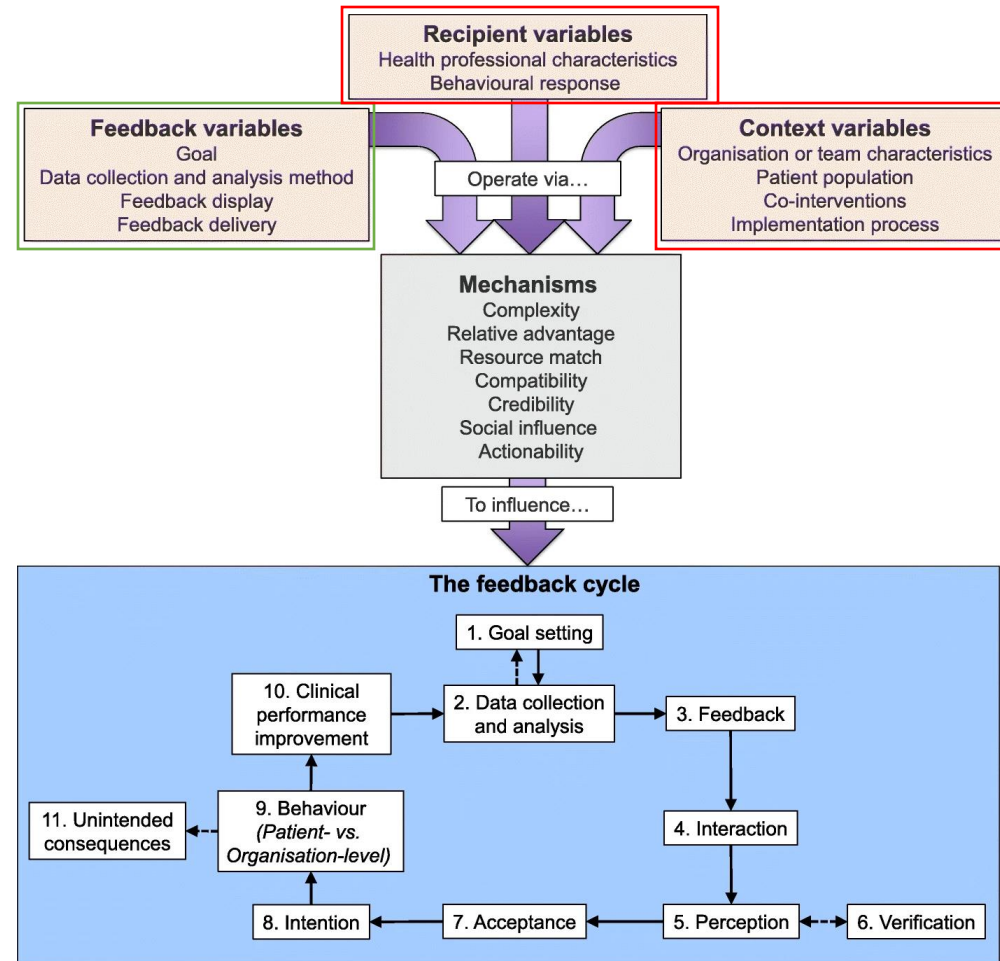 Recipient variables
Health professional characteristics
Behavioural response
Feedback variables
Goal
Data collection and analysis method
Feedback display
Feedback delivery
Context variables
Organisation or team characteristics
Patient population
Co-interventions
Implementation process
Operate via…
Mechanisms
Complexity
Relative advantage
Resource match
Compatibility
Credibility
Social influence
Actionability
To influence…
The feedback cycle
1. Goal setting
2. Data collection
and analysis
3. Feedback
4. Interaction
5. Perception
6. Verification
7. Acceptance
8. Intention
9. Behaviour
(Patient- vs.
Organisation-level)
10. Clinical
performance
improvement
11. Unintended
consequences